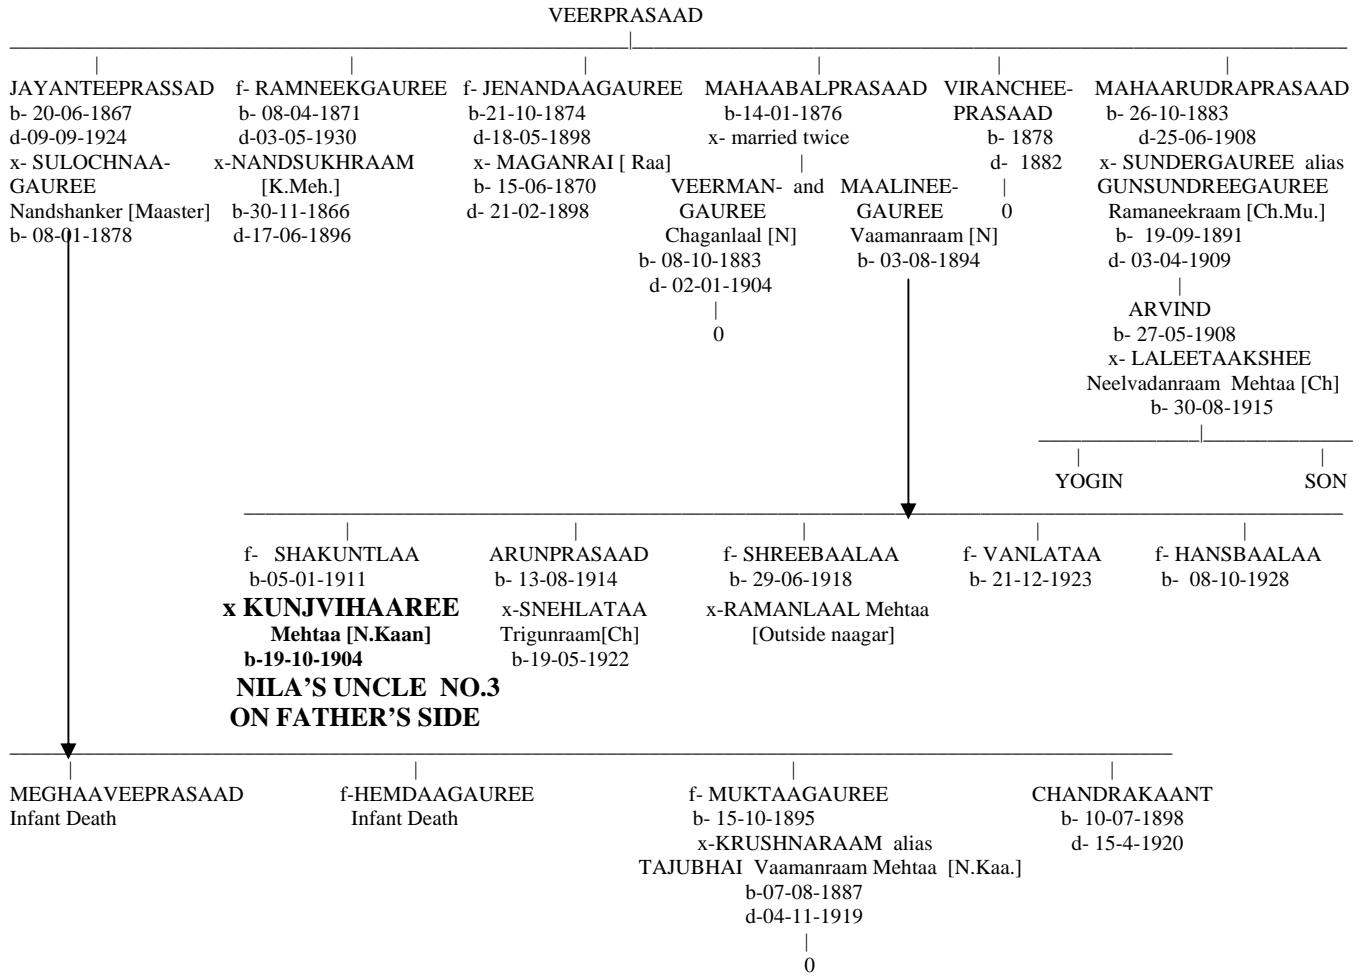 VEERPRASAAD
JAYANTEEPRASSAD f- RAMNEEKGAUREE f- JENANDAAGAUREE MAHAABALPRASAAD VIRANCHEE- MAHAARUDRAPRASAAD
b- 20-06-1867 b- 08-04-1871 b-21-10-1874 b-14-01-1876 PRASAAD b- 26-10-1883
d-09-09-1924 d-03-05-1930 d-18-05-1898 x- married twice b- 1878 d-25-06-1908
x- SULOCHNAA- x-NANDSUKHRAAM x- MAGANRAI [ Raa] d- 1882 x- SUNDERGAUREE alias
GAUREE [K.Meh.] b- 15-06-1870 VEERMAN- and MAALINEE- GUNSUNDREEGAUREE
Nandshanker [Maaster] b-30-11-1866 d- 21-02-1898 GAUREE GAUREE 0 Ramaneekraam [Ch.Mu.]
b- 08-01-1878 d-17-06-1896 Chaganlaal [N] Vaamanraam [N] b- 19-09-1891
b- 08-10-1883 b- 03-08-1894 d- 03-04-1909
d- 02-01-1904
ARVIND
0 b- 27-05-1908
x- LALEETAAKSHEE
Neelvadanraam Mehtaa [Ch]
b- 30-08-1915
YOGIN SON
f- SHAKUNTLAA ARUNPRASAAD f- SHREEBAALAA f- VANLATAA f- HANSBAALAA
b-05-01-1911 b- 13-08-1914 b- 29-06-1918 b- 21-12-1923 b- 08-10-1928
x KUNJVIHAAREE x-SNEHLATAA x-RAMANLAAL Mehtaa
Mehtaa [N.Kaan] Trigunraam[Ch] [Outside naagar]
b-19-10-1904 b-19-05-1922
NILA'S UNCLE NO.3
ON FATHER'S SIDE
MEGHAAVEEPRASAAD f-HEMDAAGAUREE f- MUKTAAGAUREE CHANDRAKAANT
Infant Death Infant Death b- 15-10-1895 b- 10-07-1898
x-KRUSHNARAAM alias d- 15-4-1920
TAJUBHAI Vaamanraam Mehtaa [N.Kaa.]
b-07-08-1887
d-04-11-1919
0